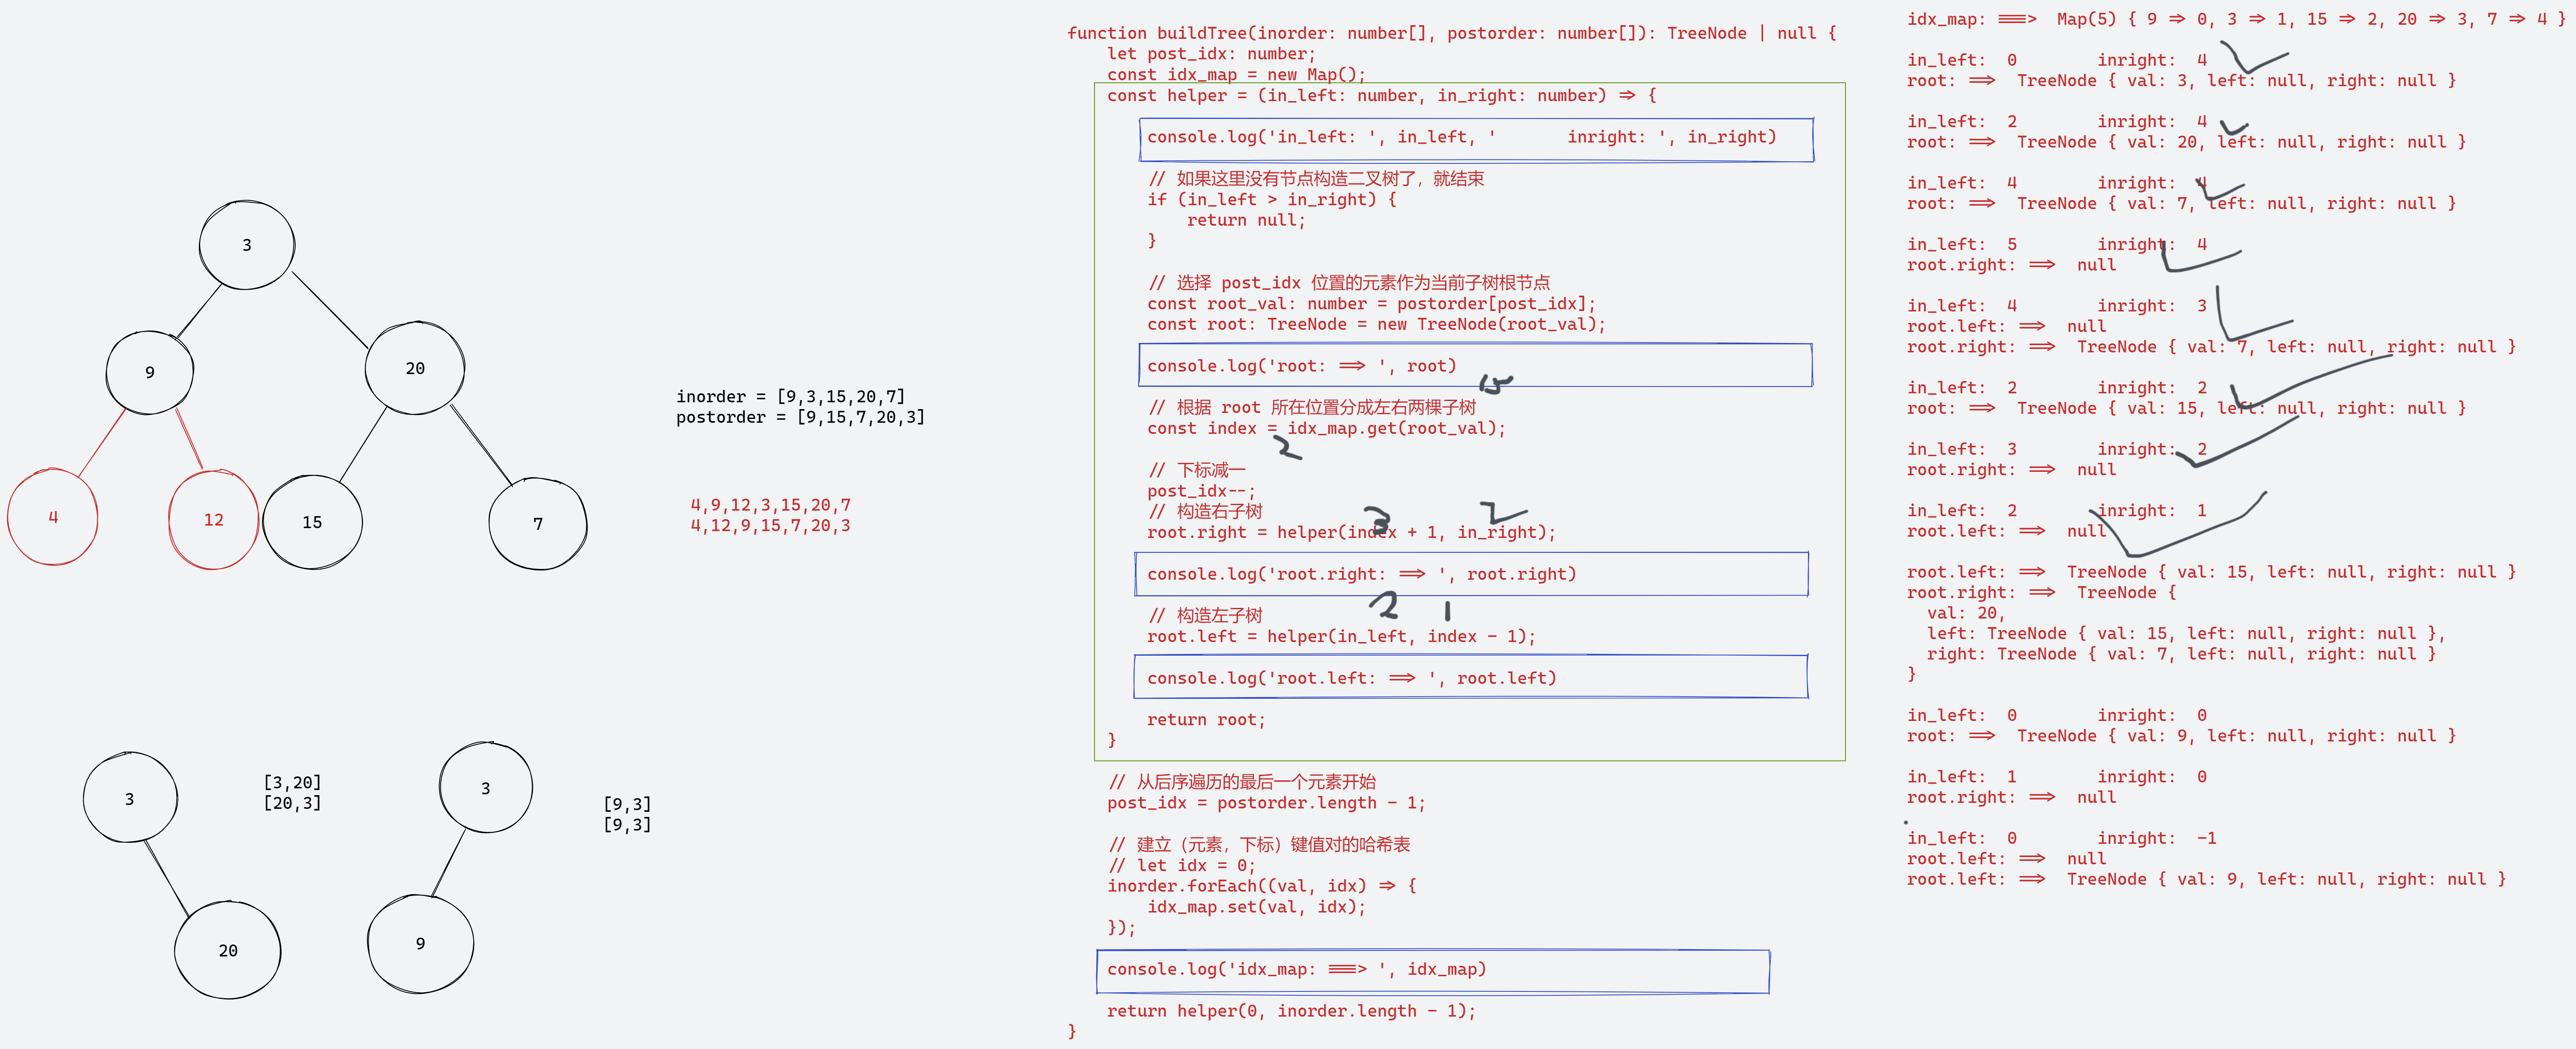 3
9
20
4
12
15
7
inorder = [9,3,15,20,7]
postorder = [9,15,7,20,3]
4,9,12,3,15,20,7
4,12,9,15,7,20,3
3
[3,20]
[20,3]
20
3
[9,3]
[9,3]
9
function buildTree(inorder: number[], postorder: number[]): TreeNode | null {
    let post_idx: number;
    const idx_map = new Map();
    const helper = (in_left: number, in_right: number) => {
        console.log('in_left: ', in_left, '       inright: ', in_right)
        // 如果这里没有节点构造二叉树了，就结束
        if (in_left > in_right) {
            return null;
        }
        // 选择 post_idx 位置的元素作为当前子树根节点
        const root_val: number = postorder[post_idx];
        const root: TreeNode = new TreeNode(root_val);
        console.log('root: ==> ', root)
15
        // 根据 root 所在位置分成左右两棵子树
        const index = idx_map.get(root_val);
2
        // 下标减一
        post_idx--;
        // 构造右子树
3 2
        root.right = helper(index + 1, in_right);
        console.log('root.right: ==> ', root.right)
2 1
        // 构造左子树
        root.left = helper(in_left, index - 1);
        console.log('root.left: ==> ', root.left)
        return root;
    }
    // 从后序遍历的最后一个元素开始
    post_idx = postorder.length - 1;
    // 建立（元素，下标）键值对的哈希表
    // let idx = 0;
    inorder.forEach((val, idx) => {
        idx_map.set(val, idx);
    });
    console.log('idx_map: ===> ', idx_map)
    return helper(0, inorder.length - 1);
}
idx_map: ===>  Map(5) { 9 => 0, 3 => 1, 15 => 2, 20 => 3, 7 => 4 }
in_left:  0        inright:  4
root: ==>  TreeNode { val: 3, left: null, right: null }
in_left:  2        inright:  4
root: ==>  TreeNode { val: 20, left: null, right: null }
in_left:  4        inright:  4
root: ==>  TreeNode { val: 7, left: null, right: null }
in_left:  5        inright:  4
root.right: ==>  null
in_left:  4        inright:  3
root.left: ==>  null
root.right: ==>  TreeNode { val: 7, left: null, right: null }
in_left:  2        inright:  2
root: ==>  TreeNode { val: 15, left: null, right: null }
in_left:  3        inright:  2
root.right: ==>  null
in_left:  2        inright:  1
root.left: ==>  null
root.left: ==>  TreeNode { val: 15, left: null, right: null }
root.right: ==>  TreeNode {
  val: 20,
  left: TreeNode { val: 15, left: null, right: null },
  right: TreeNode { val: 7, left: null, right: null }
}
in_left:  0        inright:  0
root: ==>  TreeNode { val: 9, left: null, right: null }
in_left:  1        inright:  0
root.right: ==>  null
in_left:  0        inright:  -1
root.left: ==>  null
root.left: ==>  TreeNode { val: 9, left: null, right: null }